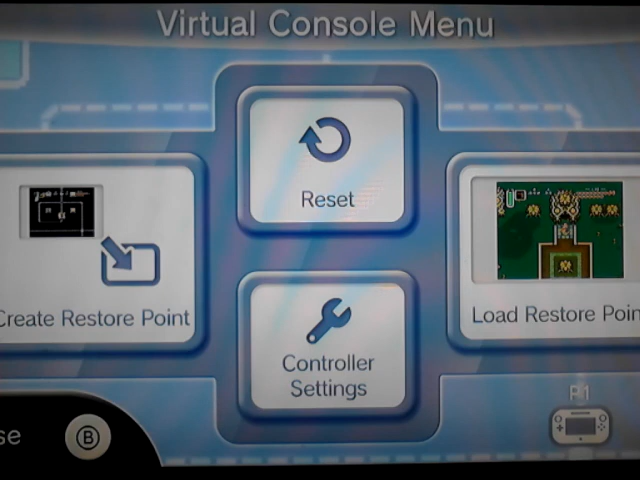 Virtual Console Menu
Reset
Create Restore Point
Load Restore Poin
Controller
Settings
P1
se
B